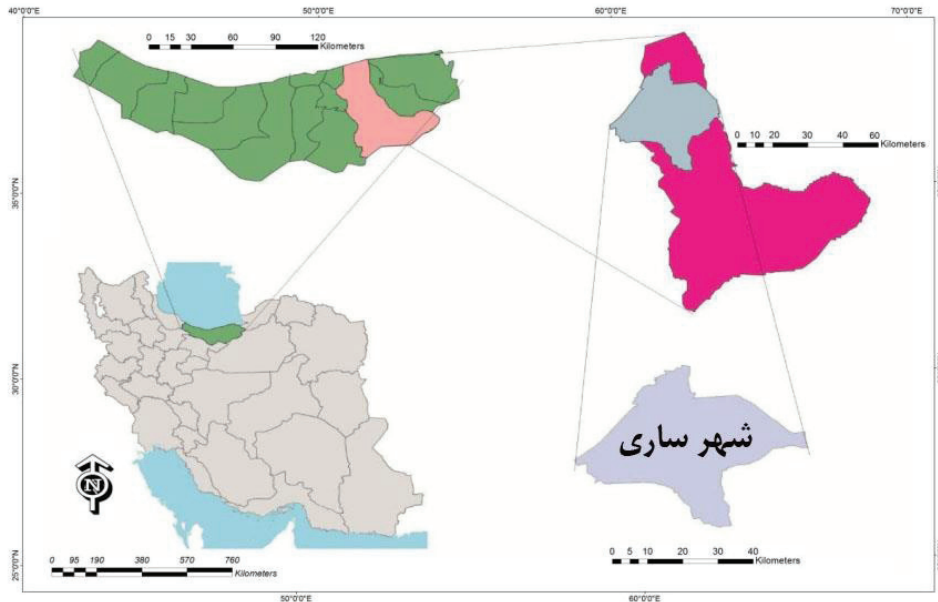 40°0'0"E 50°0'0"E 60°0'0"E 70°0'0"E
0 15 30 60 90 120
Kilometers
0 10 20 30 40 60
Kilometers
35°0'0"N
30°0'0"N
شهر ساری
N
0 95 190 380 570 760
Kilometers
0 5 10 20 30 40
Kilometers
25°0'0"N
50°0'0"E 60°0'0"E